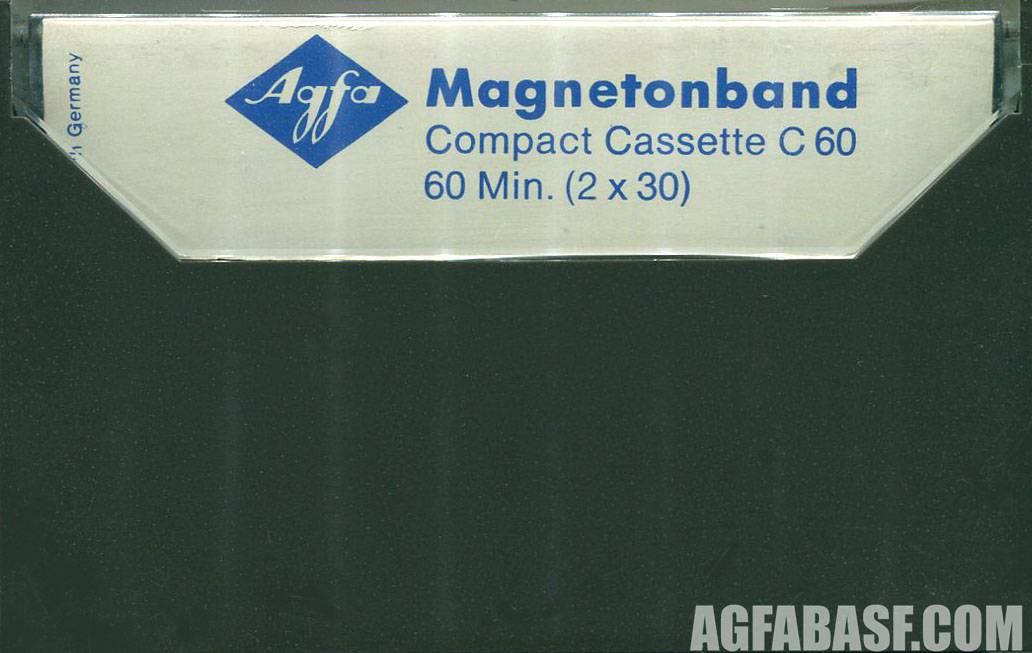 Germany
Agfa
Magnetonband
Compact Cassette C 60
60 Min. (2 x 30)
AGFABASF.COM